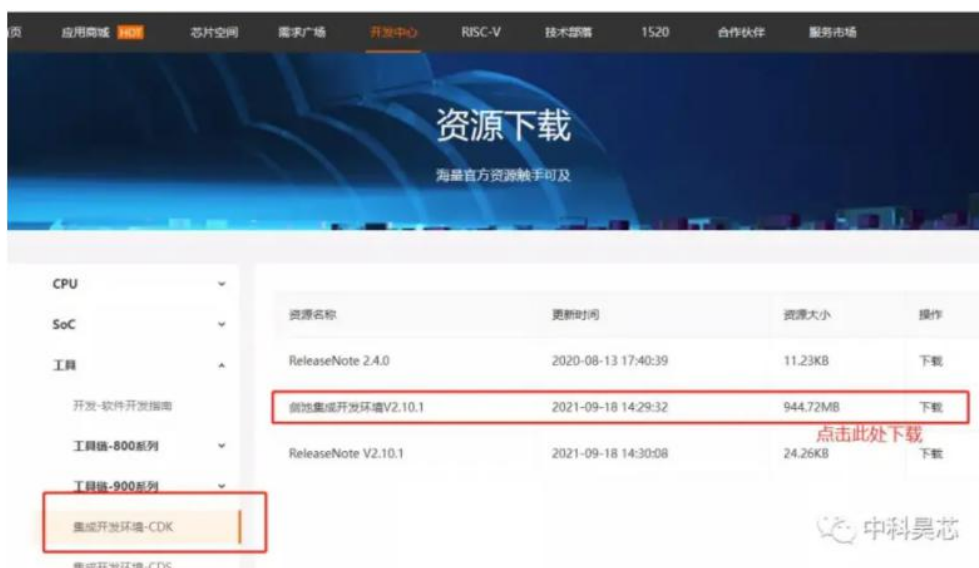 页 应用商城 HOT 芯片空间 需求广场 开发中心 RISC-V 技术部落 1520 合作伙伴 服务市场
资源下载
海量官方资源触手可及
CPU
SoC
工具
开发-软件开发指南
工具链-800系列
工具链-900系列
集成开发环境-CDK
集成开发环境-CDS
资源名称 更新时间 资源大小 操作
ReleaseNote 2.4.0 2020-08-13 17:40:39 11.23KB 下载
剑池集成开发环境V2.10.1 2021-09-18 14:29:32 944.72MB 下载
点击此处下载
ReleaseNote V2.10.1 2021-09-18 14:30:08 24.26KB 下载
中科昊芯